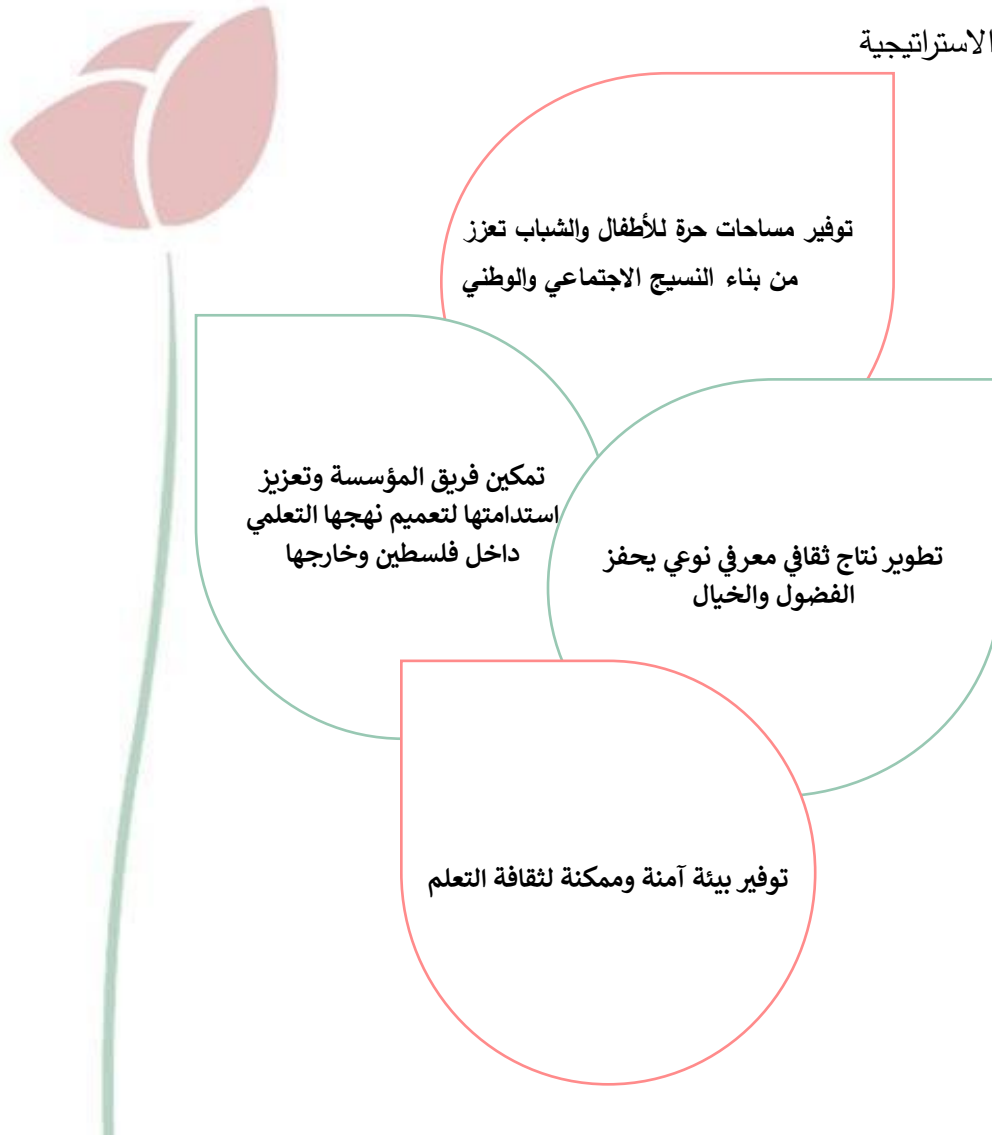 الاستراتيجية
توفير مساحات حرة للأطفال والشباب تعزز
من بناء النسيج الاجتماعي والوطني
تمكين فريق المؤسسة وتعزيز
استدامتها لتعميم نهجها التعلمي
داخل فلسطين وخارجها
تطوير نتاج ثقافي معرفي نوعي يحفز
الفضول والخيال
توفير بيئة آمنة وممكنة لثقافة التعلم